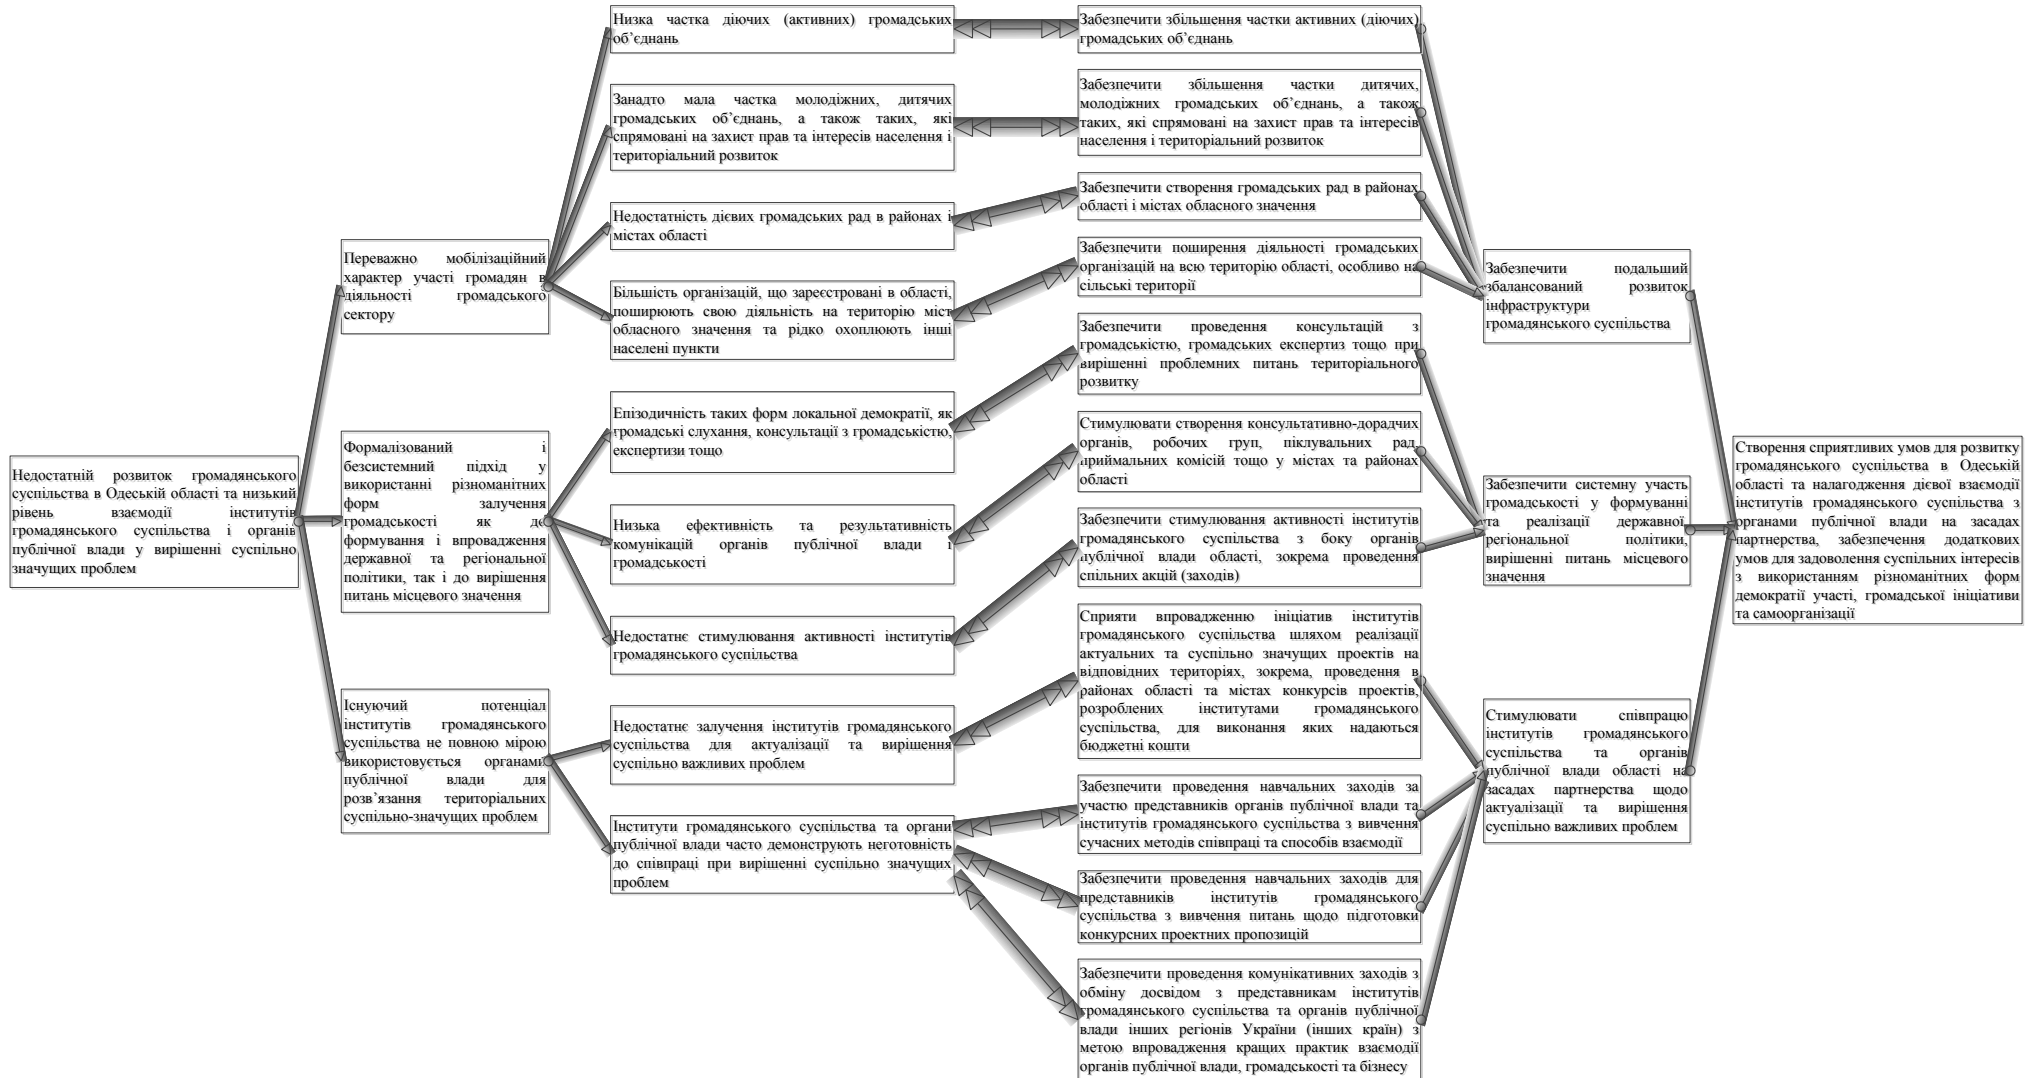 Недостатній розвиток громадянського
суспільства в Одеській області та низький
рівень взаємодії інститутів
громадянського суспільства і органів
публічної влади у вирішенні суспільно
значущих проблем
Переважно мобілізаційний
характер участі громадян в
діяльності громадського
сектору
Формалізований і
безсистемний підхід у
використанні різноманітних
форм залучення
громадськості як до
формування і впровадження
державної та регіональної
політики, так і до вирішення
питань місцевого значення
Існуючий потенціал
інститутів громадянського
суспільства не повною мірою
використовується органами
публічної влади для
розв’язання територіальних
суспільно-значущих проблем
Низка частка діючих (активних) громадських
об’єднань
Занадто мала частка молодіжних, дитячих
громадських об’єднань, а також таких, які
спрямовані на захист прав та інтересів населення і
територіальний розвиток
Недостатність дієвих громадських рад в районах і
містах області
Більшість організацій, що зареєстровані в області,
поширюють свою діяльність на територію міст
обласного значення та рідко охоплюють інші
населені пункти
Епізодичність таких форм локальної демократії, як
громадські слухання, консультації з громадськістю,
експертизи тощо
Низька ефективність та результативність
комунікацій органів публічної влади і
громадськості
Недостатнє стимулювання активності інститутів
громадянського суспільства
Недостатнє залучення інститутів громадянського
суспільства для актуалізації та вирішення
суспільно важливих проблем
Інститути громадянського суспільства та органи
публічної влади часто демонструють неготовність
до співпраці при вирішенні суспільно значущих
проблем
Забезпечити збільшення частки активних (діючих)
громадських об’єднань
Забезпечити збільшення частки дитячих,
молодіжних громадських об’єднань, а також
таких, які спрямовані на захист прав та інтересів
населення і територіальний розвиток
Забезпечити створення громадських рад в районах
області і містах обласного значення
Забезпечити поширення діяльності громадських
організацій на всю територію області, особливо на
сільські території
Забезпечити проведення консультацій з
громадськістю, громадських експертиз тощо при
вирішенні проблемних питань територіального
розвитку
Стимулювати створення консультативно-дорадчих
органів, робочих груп, піклувальних рад,
приймальних комісій тощо у містах та районах
області
Забезпечити стимулювання активності інститутів
громадянського суспільства з боку органів
публічної влади області, зокрема проведення
спільних акцій (заходів)
Сприяти впровадженню ініціатив інститутів
громадянського суспільства шляхом реалізації
актуальних та суспільно значущих проектів на
відповідних територіях, зокрема, проведення в
районах області та містах конкурсів проектів,
розроблених інститутами громадянського
суспільства, для виконання яких надаються
бюджетні кошти
Забезпечити проведення навчальних заходів за
участю представників органів публічної влади та
інститутів громадянського суспільства з вивчення
сучасних методів співпраці та способів взаємодії
Забезпечити проведення навчальних заходів для
представників інститутів громадянського
суспільства з вивчення питань щодо підготовки
конкурсних проектних пропозицій
Забезпечити проведення комунікативних заходів з
обміну досвідом з представникам інститутів
громадянського суспільства та органів публічної
влади інших регіонів України (інших країн) з
метою впровадження кращих практик взаємодії
органів публічної влади, громадськості та бізнесу
Забезпечити подальший
збалансований розвиток
інфраструктури
громадянського суспільства
Забезпечити системну участь
громадськості у формуванні
та реалізації державної,
регіональної політики,
вирішенні питань місцевого
значення
Стимулювати співпрацю
інститутів громадянського
суспільства та органів
публічної влади області на
засадах партнерства щодо
актуалізації та вирішення
суспільно важливих проблем
Створення сприятливих умов для розвитку
громадянського суспільства в Одеській
області та налагодження дієвої взаємодії
інститутів громадянського суспільства з
органами публічної влади на засадах
партнерства, забезпечення додаткових
умов для задоволення суспільних інтересів
з використанням різноманітних форм
демократії участі, громадської ініціативи
та самоорганізації